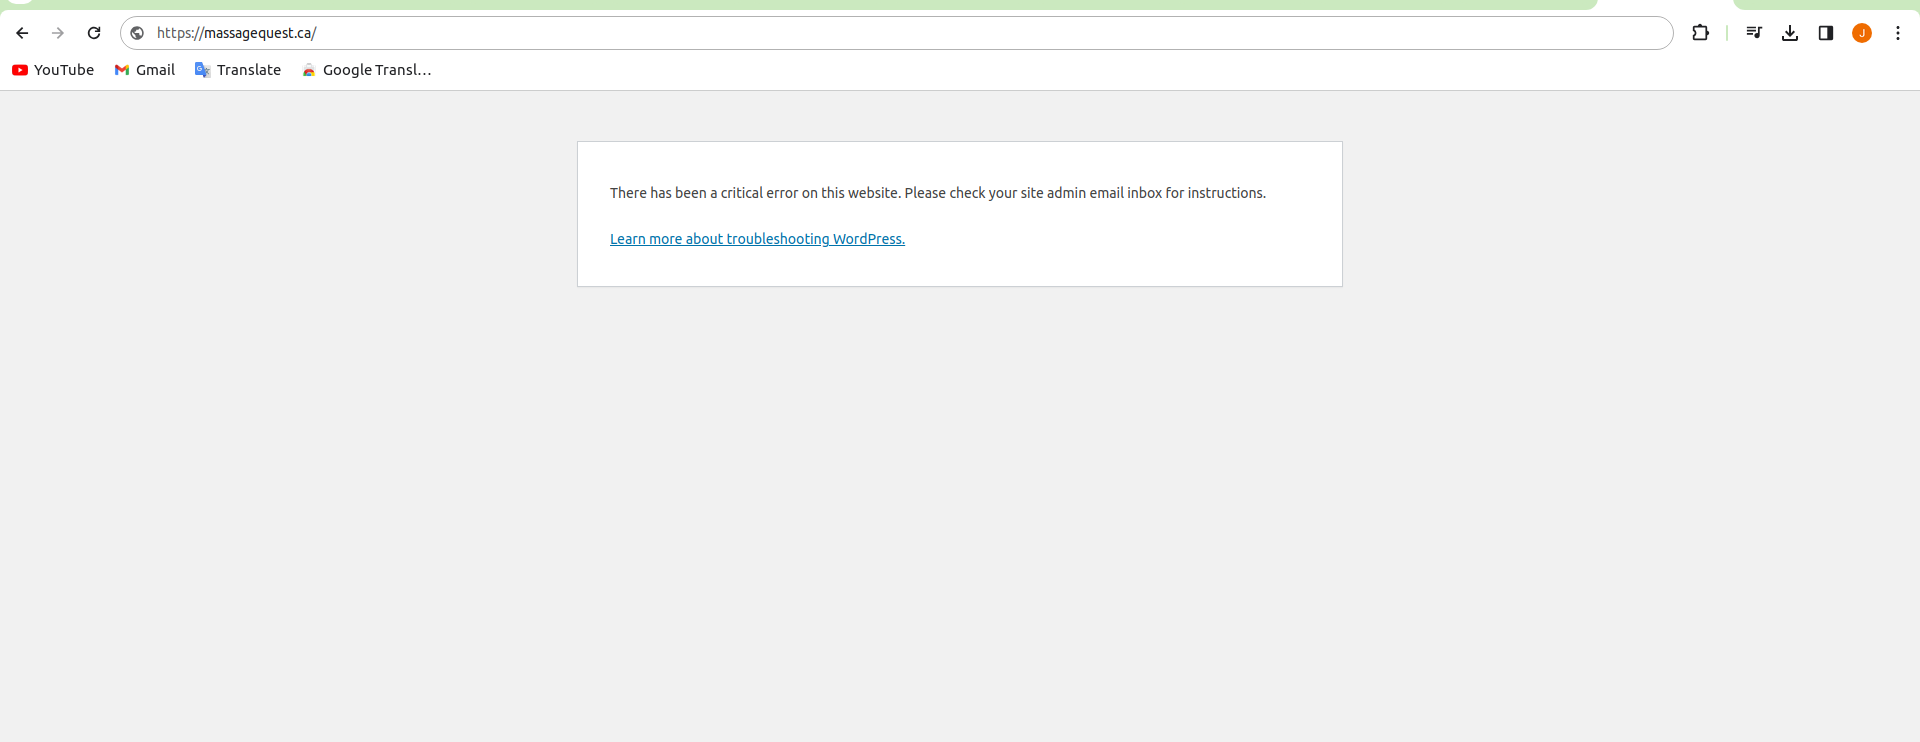 https://massagequest.ca/
J
YouTube Gmail Translate Google Transl...
There has been a critical error on this website. Please check your site admin email inbox for instructions.
Learn more about troubleshooting WordPress.